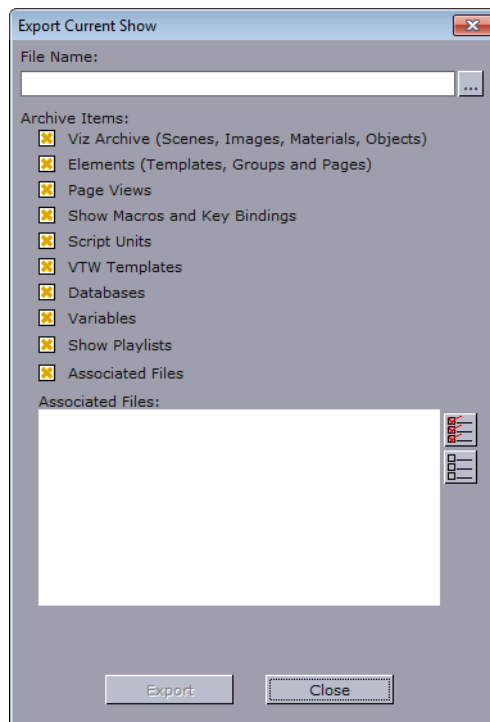 Export Current Show
File Name:
...
Archive Items:
Viz Archive (Scenes, Images, Materials, Objects)
Elements (Templates, Groups and Pages)
Page Views
Show Macros and Key Bindings
Script Units
VTW Templates
Databases
Variables
Show Playlists
Associated Files
Associated Files:
Export
Close